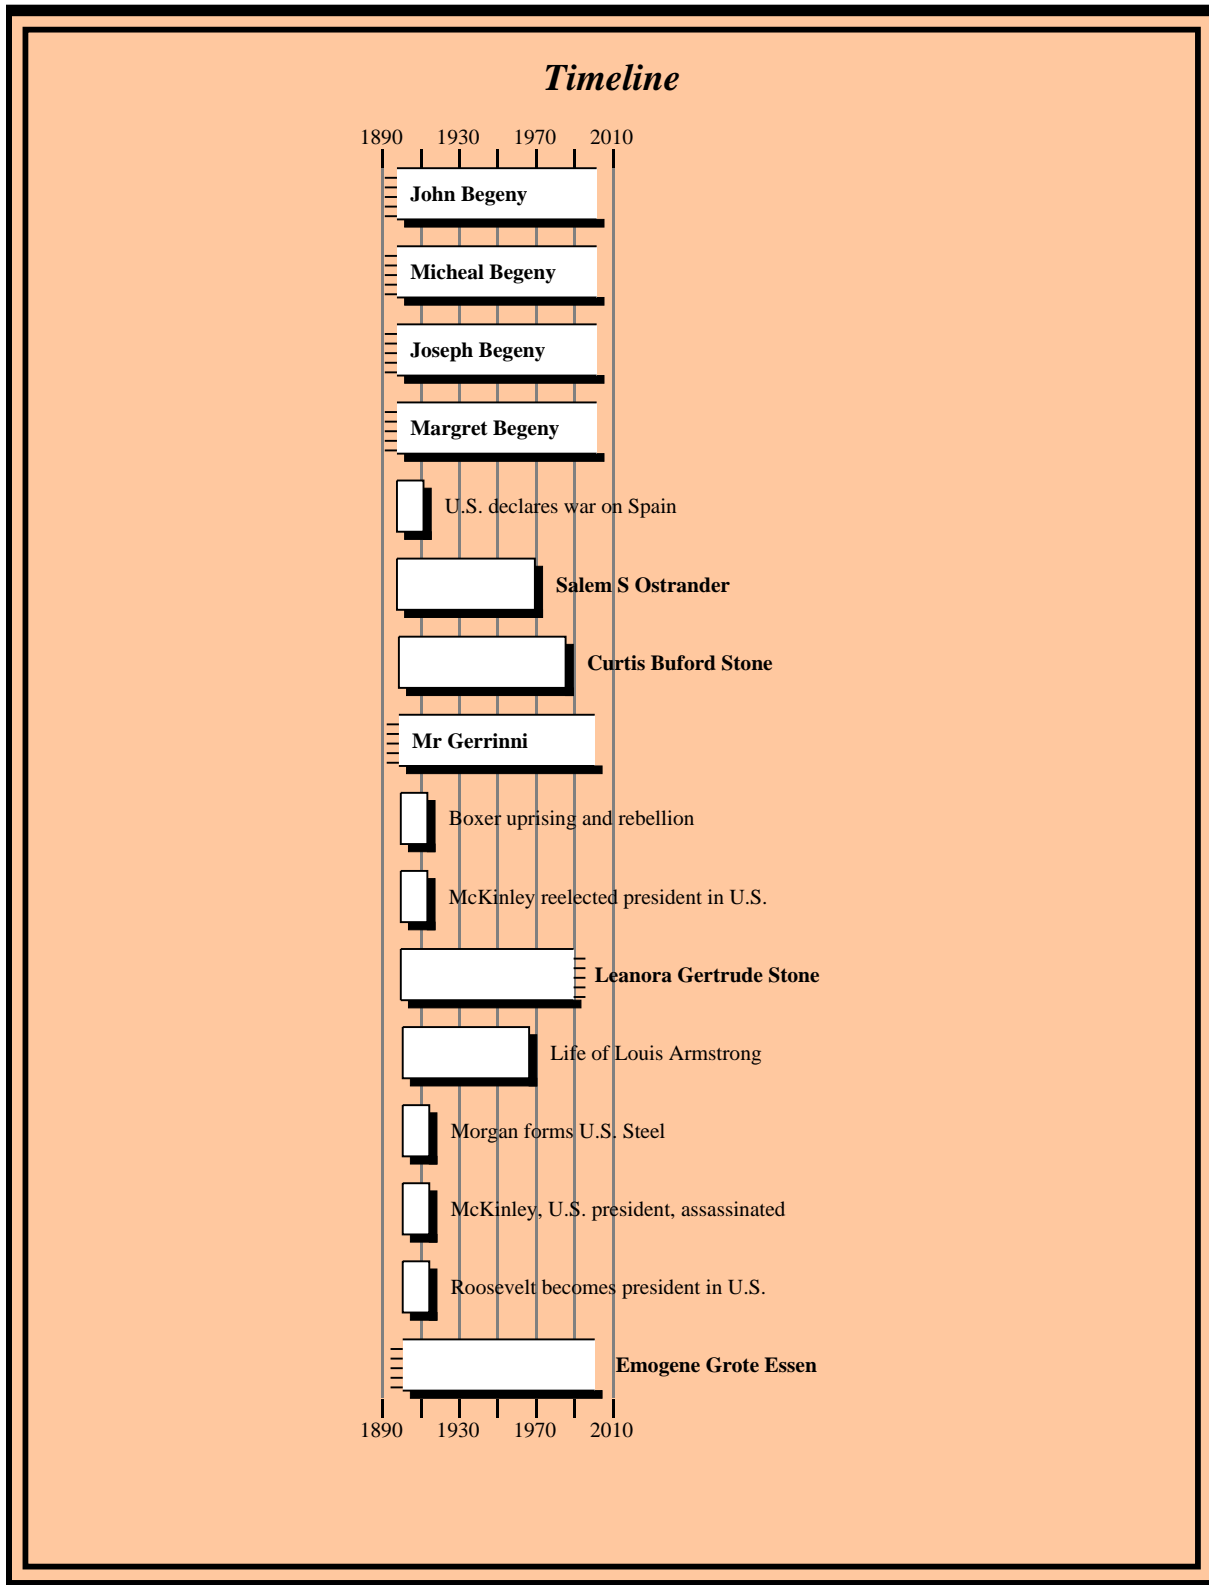 Timeline
1890 1930 1970 2010
John Begeny
Micheal Begeny
Joseph Begeny
Margret Begeny
U.S. declares war on Spain
Salem S Ostrander
Curtis Buford Stone
Mr Gerrinni
Boxer uprising and rebellion
McKinley reelected president in U.S.
Leanora Gertrude Stone
Life of Louis Armstrong
Morgan forms U.S. Steel
McKinley, U.S. president, assassinated
Roosevelt becomes president in U.S.
Emogene Grote Essen
1890 1930 1970 2010